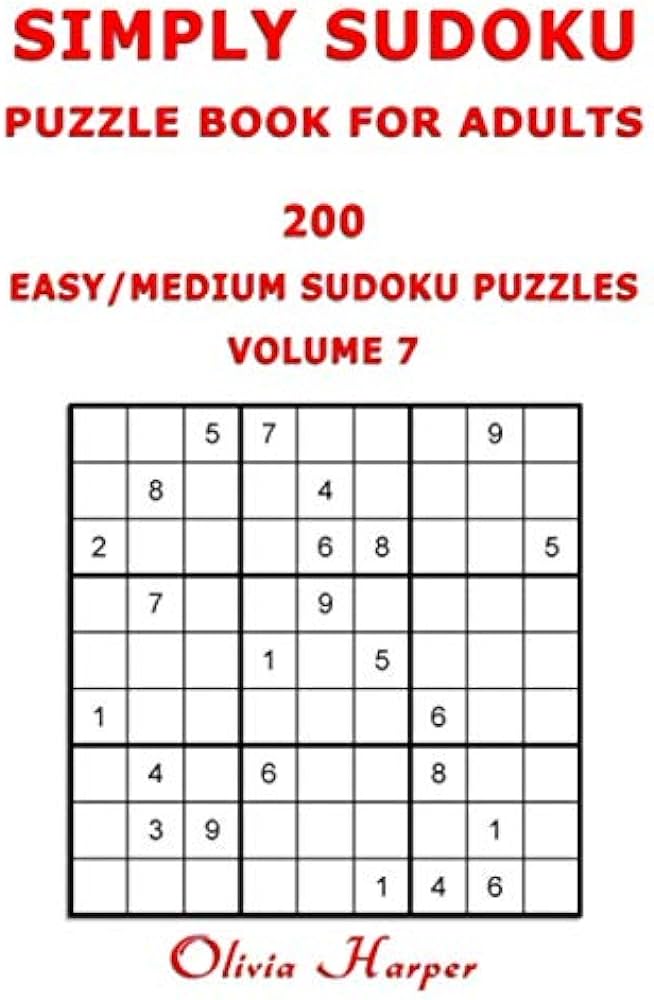 SIMPLY SUDOKU
PUZZLE BOOK FOR ADULTS
200
EASY/MEDIUM SUDOKU PUZZLES
VOLUME 7
5 7 9
8 4
2 6 8 5
7 9
1 5
1 6
4 6 8
3 9 1
1 4 6
Olivia Harper